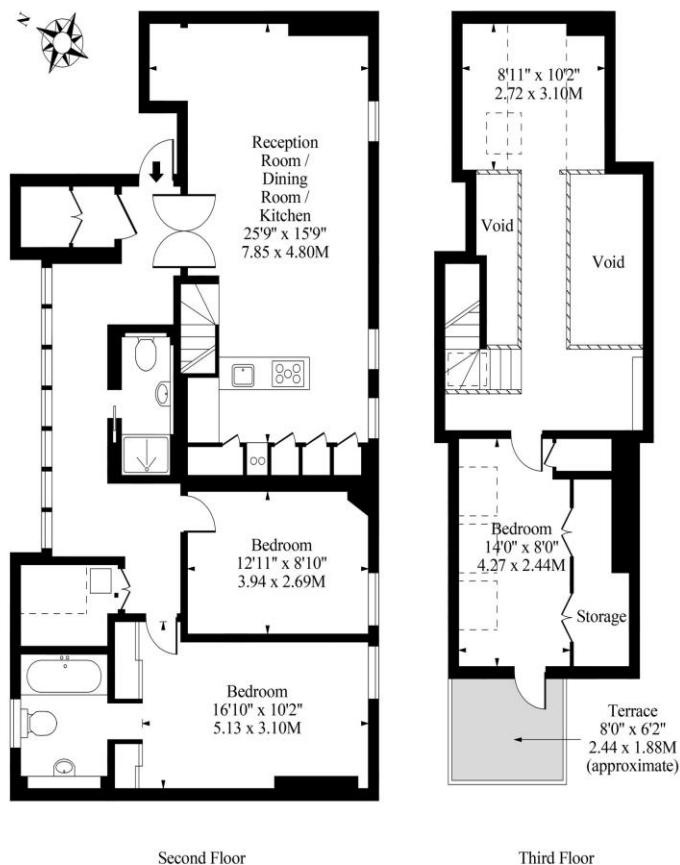 N
Reception
Room /
Dining
Room /
Kitchen
25'9" x 15'9"
7.85 x 4.80M
Bedroom
12'11" x 8'10"
3.94 x 2.69M
Bedroom
16'10" x 10'2"
5.13 x 3.10M
Second Floor
8'11" x 10'2"
2.72 x 3.10M
Void
Void
Bedroom
14'0" x 8'0"
4.27 x 2.44M
Storage
Terrace
8'0" x 6'2"
2.44 x 1.88M
(approximate)
Third Floor